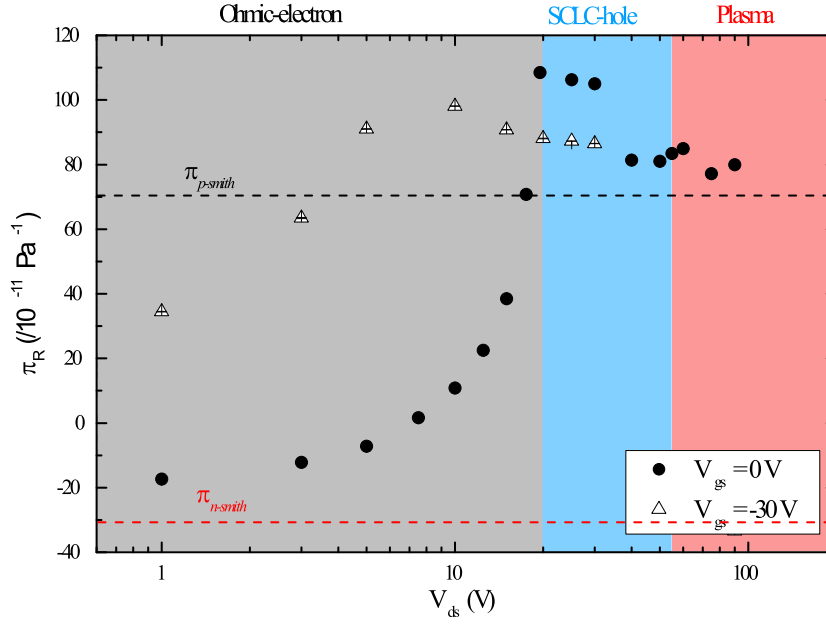 Ohmic-electron SCLC-hole Plasma
120
100
80
60
40
20
0
-20
-40
π_R (/10^-11 Pa^-1)
π_p-smith
π_n-smith
V_gs =0 V
V_gs =-30 V
1 10 100
V_ds (V)